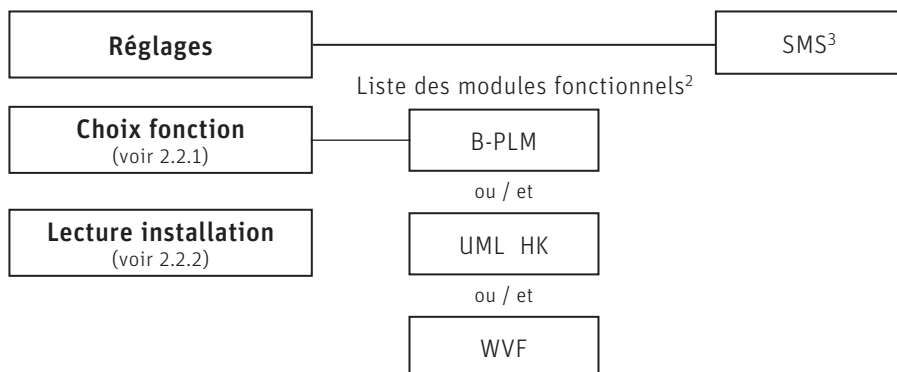 Réglages
SMS³
Liste des modules fonctionnels²
Choix fonction
(voir 2.2.1)
B-PLM
ou / et
Lecture installation
(voir 2.2.2)
UML HK
ou / et
WVF